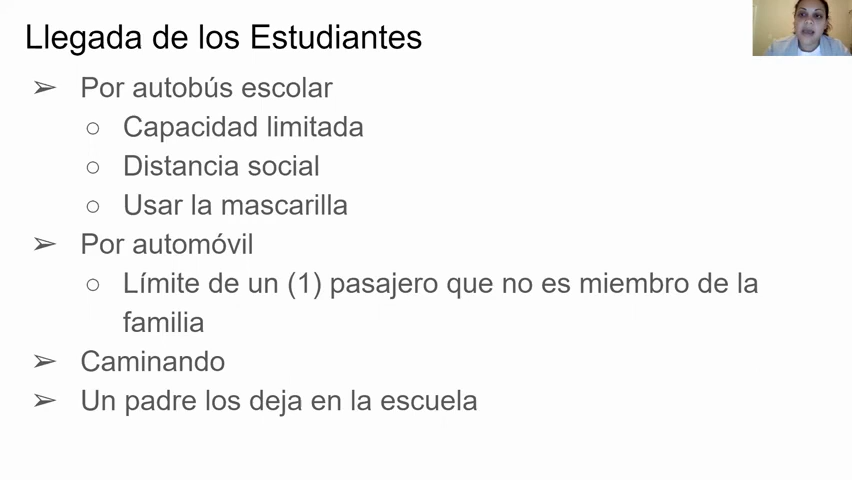 Llegada de los Estudiantes
➢ Por autobús escolar
○ Capacidad limitada
○ Distancia social
○ Usar la mascarilla
➢ Por automóvil
○ Límite de un (1) pasajero que no es miembro de la
familia
➢ Caminando
➢ Un padre los deja en la escuela